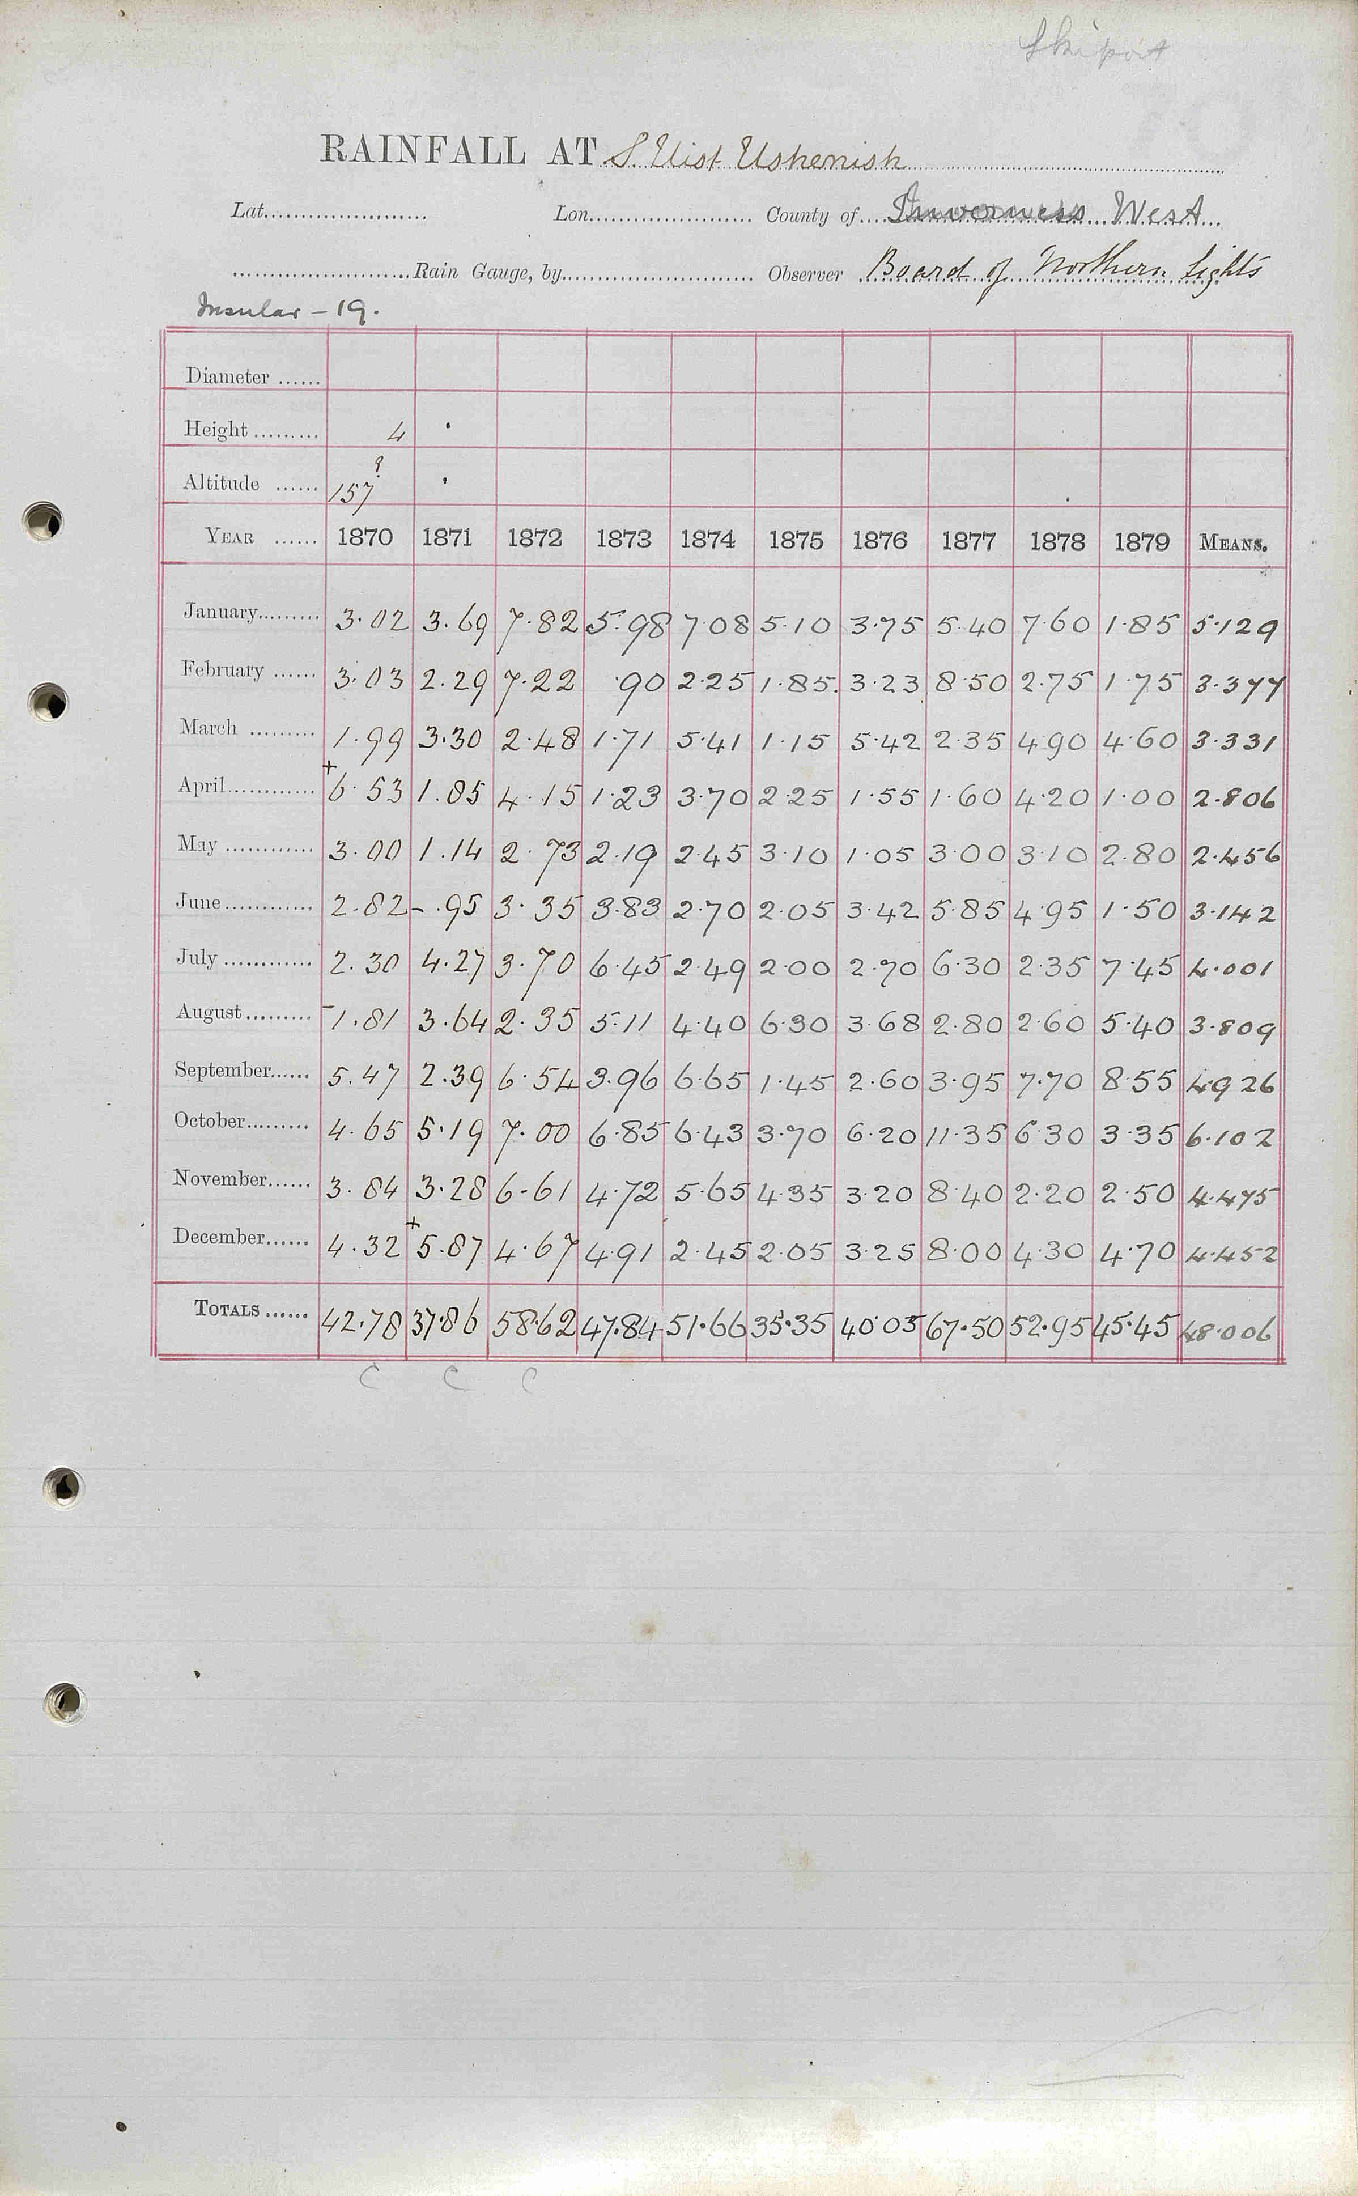 Skiport
RAINFALL AT S. Uist Ushenish
Lat. Lon. County of Inverness West
Rain Gauge, by Observer Board of Northern Lights
Insular - 19.
Diameter
Height 4 .
Altitude 157 ? .
YEAR 1870 1871 1872 1873 1874 1875 1876 1877 1878 1879 MEANS.
January 3.02 3.69 7.82 5.98 7.08 5.10 3.75 5.40 7.60 1.85 5.129
February 3.03 2.29 7.22 .90 2.25 1.85 3.23 8.50 2.75 1.75 3.377
March 1.99 3.30 2.48 1.71 5.41 1.15 5.42 2.35 4.90 4.60 3.331
April +6.53 1.85 4.15 1.23 3.70 2.25 1.55 1.60 4.20 1.00 2.806
May 3.00 1.14 2.73 2.19 2.45 3.10 1.05 3.00 3.10 2.80 2.456
June 2.82 - .95 3.35 3.83 2.70 2.05 3.42 5.85 4.95 1.50 3.142
July 2.30 4.27 3.70 6.45 2.49 2.00 2.70 6.30 2.35 7.45 4.001
August -1.81 3.64 2.35 5.11 4.40 6.30 3.68 2.80 2.60 5.40 3.809
September 5.47 2.39 6.54 3.96 6.65 1.45 2.60 3.95 7.70 8.55 4.926
October 4.65 5.19 7.00 6.85 6.43 3.70 6.20 11.35 6.30 3.35 6.102
November 3.84 3.28 6.61 4.72 5.65 4.35 3.20 8.40 2.20 2.50 4.475
December 4.32 +5.87 4.67 4.91 2.45 2.05 3.25 8.00 4.30 4.70 4.452
TOTALS 42.78 37.86 58.62 47.84 51.66 35.35 40.05 67.50 52.95 45.45 48.006
C C C